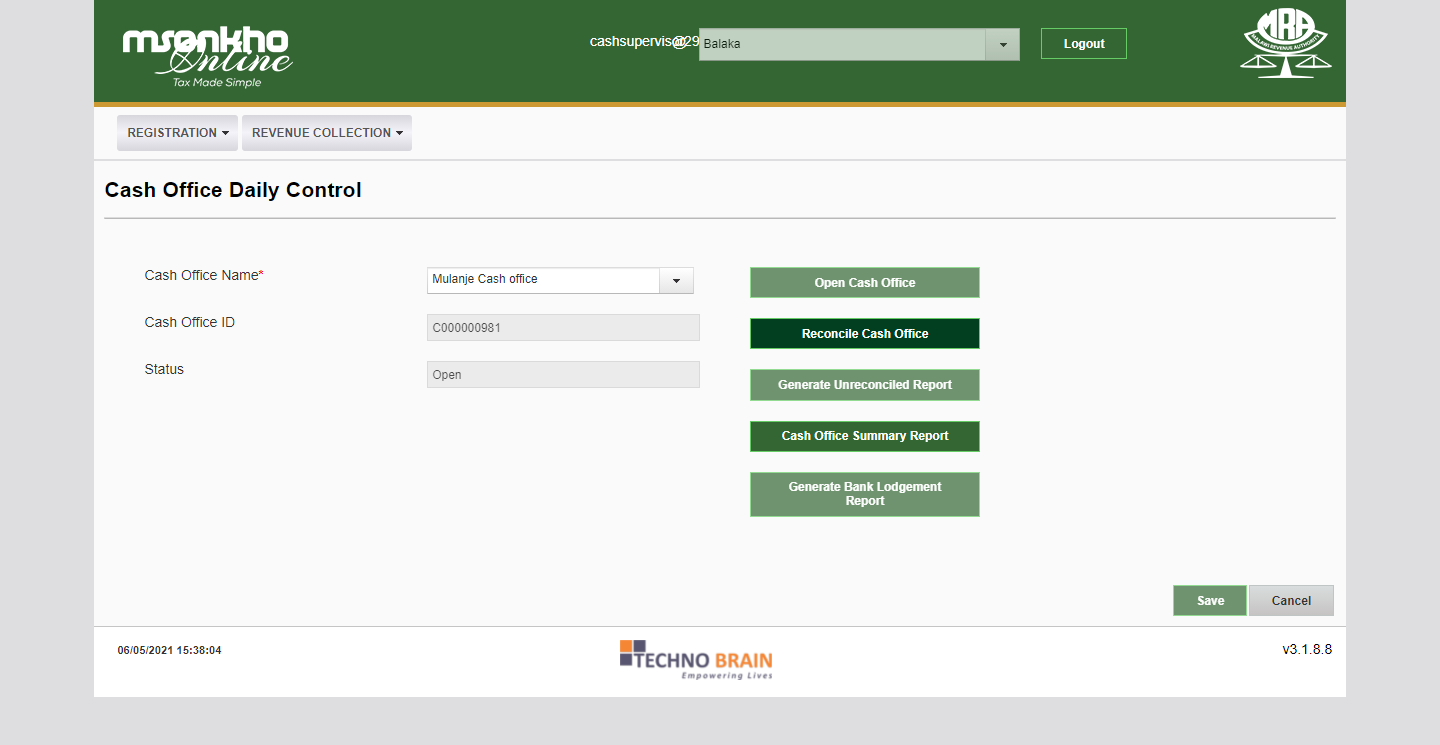 msonkho
Online
Tax Made Simple
cashsupervisor29@
Balaka
Logout
MRA
MALAWI REVENUE AUTHORITY
REGISTRATION
REVENUE COLLECTION
Cash Office Daily Control
Cash Office Name*
Mulanje Cash office
Open Cash Office
Cash Office ID
C000000981
Reconcile Cash Office
Status
Open
Generate Unreconciled Report
Cash Office Summary Report
Generate Bank Lodgement
Report
Save
Cancel
06/05/2021 15:38:04
TECHNO BRAIN
Empowering Lives
v3.1.8.8